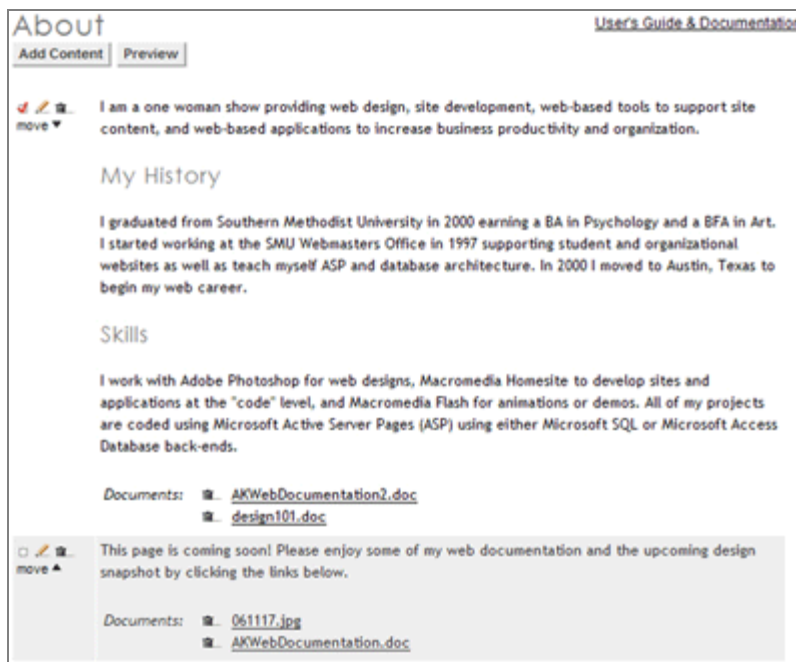 About
User's Guide & Documentation
Add Content Preview
I am a one woman show providing web design, site development, web-based tools to support site
move ▼ content, and web-based applications to increase business productivity and organization.
My History
I graduated from Southern Methodist University in 2000 earning a BA in Psychology and a BFA in Art.
I started working at the SMU Webmasters Office in 1997 supporting student and organizational
websites as well as teach myself ASP and database architecture. In 2000 I moved to Austin, Texas to
begin my web career.
Skills
I work with Adobe Photoshop for web designs, Macromedia Homesite to develop sites and
applications at the "code" level, and Macromedia Flash for animations or demos. All of my projects
are coded using Microsoft Active Server Pages (ASP) using either Microsoft SQL or Microsoft Access
Database back-ends.
Documents: AKWebDocumentation2.doc
design101.doc
This page is coming soon! Please enjoy some of my web documentation and the upcoming design
move ▲ snapshot by clicking the links below.
Documents: 061117.jpg
AKWebDocumentation.doc